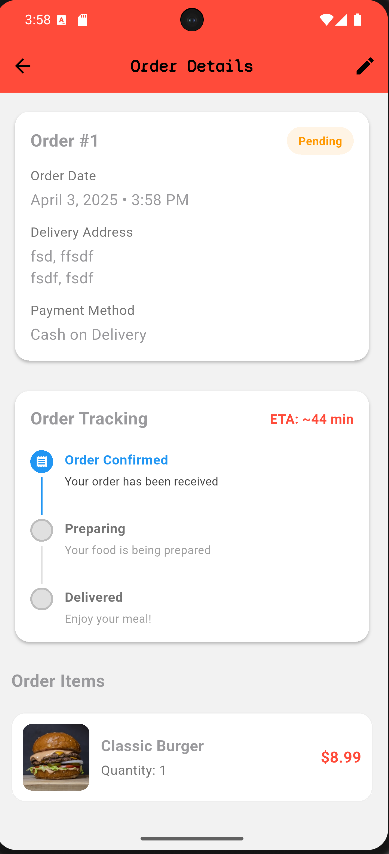 3:58
Order Details
Order #1
Pending
Order Date
April 3, 2025 • 3:58 PM
Delivery Address
fsd, ffsdf
fsdf, fsdf
Payment Method
Cash on Delivery
Order Tracking
ETA: ~44 min
Order Confirmed
Your order has been received
Preparing
Your food is being prepared
Delivered
Enjoy your meal!
Order Items
Classic Burger
$8.99
Quantity: 1